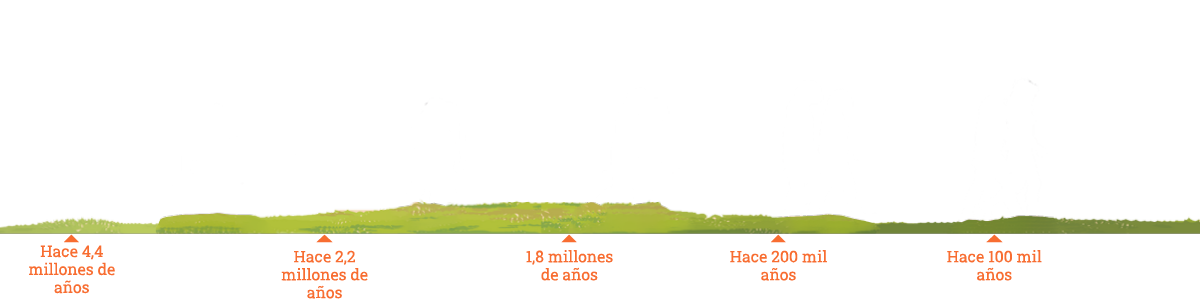 Hace 4,4
millones de
años
Hace 2,2
millones de
años
1,8 millones
de años
Hace 200 mil
años
Hace 100 mil
años